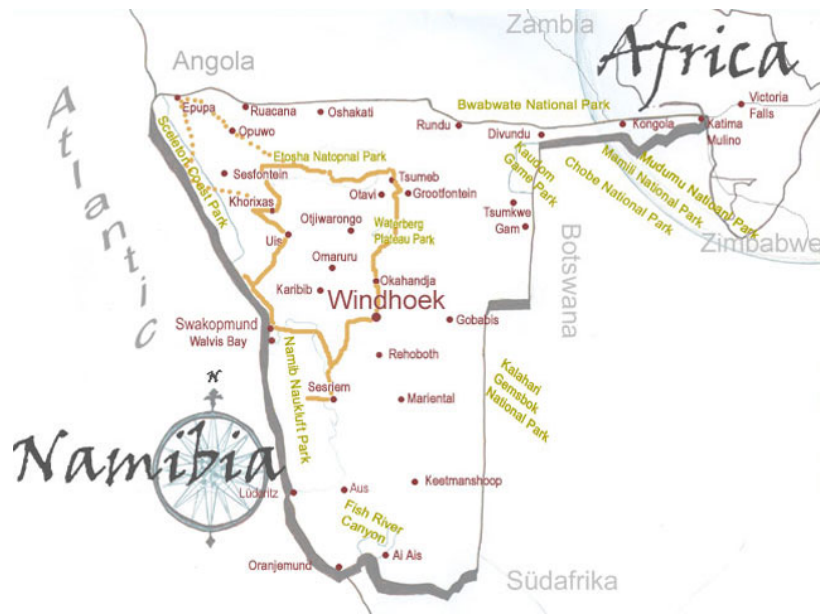 Angola
Zambia
Africa
Atlantic
Epupa
Ruacana
Oshakati
Bwabwate National Park
Victoria
Falls
Opuwo
Rundu
Divundu
Kongola
Katima
Mulino
Sceleton Coast Park
Etosha Natopnal Park
Kaudom
Game Park
Mudumu Natioanl Park
Mamili National Park
Chobe National Park
Sesfontein
Tsumeb
Khorixas
Otavi
Grootfontein
Tsumkwe
Gam
Otjiwarongo
Waterberg
Plateau Park
Uis
Botswana
Zimbabwe
Omaruru
Okahandja
Karibib
Windhoek
Swakopmund
Walvis Bay
Gobabis
Rehoboth
Namib Naukluft Park
Sesriem
Mariental
Kalahari
Gemsbok
National Park
N
Namibia
Lüderitz
Aus
Keetmanshoop
Fish River
Canyon
Oranjemund
Ai Ais
Südafrika